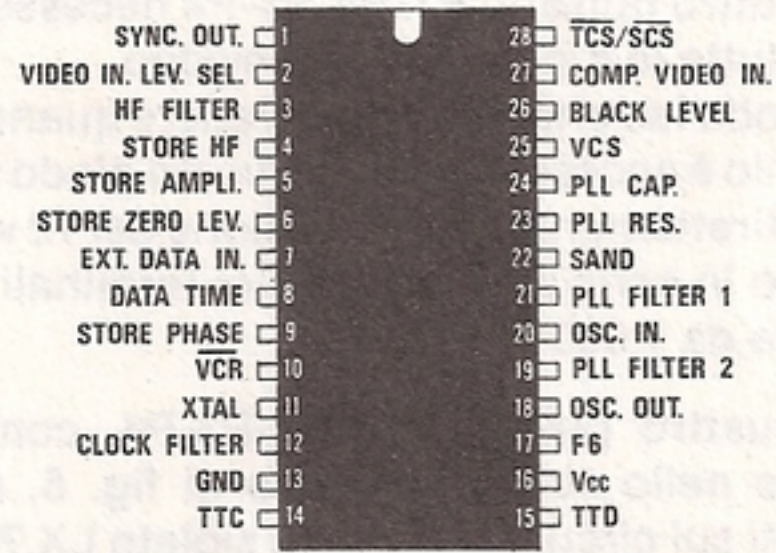 SYNC. OUT. 1 28 T̅C̅S̅/S̅C̅S̅
VIDEO IN. LEV. SEL. 2 27 COMP. VIDEO IN.
HF FILTER 3 26 BLACK LEVEL
STORE HF 4 25 VCS
STORE AMPLI. 5 24 PLL CAP.
STORE ZERO LEV. 6 23 PLL RES.
EXT. DATA IN. 7 22 SAND
DATA TIME 8 21 PLL FILTER 1
STORE PHASE 9 20 OSC. IN.
V̅C̅R̅ 10 19 PLL FILTER 2
XTAL 11 18 OSC. OUT.
CLOCK FILTER 12 17 F6
GND 13 16 Vcc
TTC 14 15 TTD